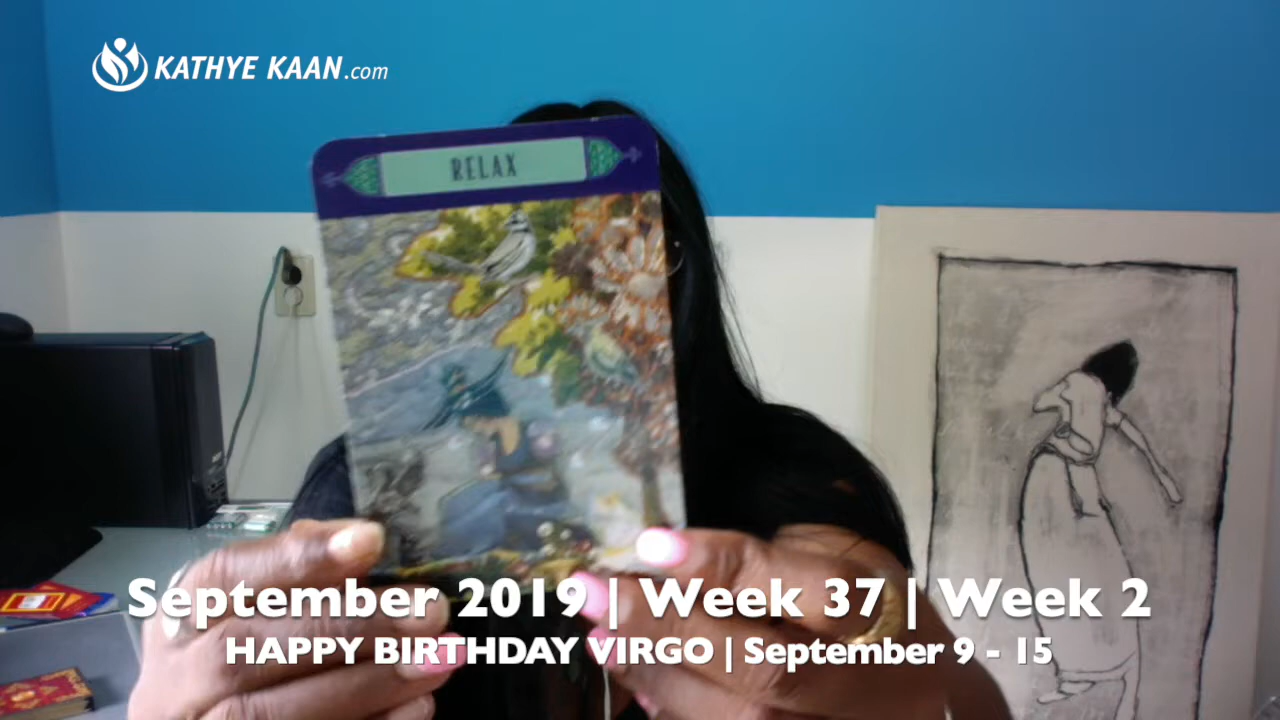 KATHYE KAAN.com
RELAX
September 2019 | Week 37 | Week 2
HAPPY BIRTHDAY VIRGO | September 9 - 15